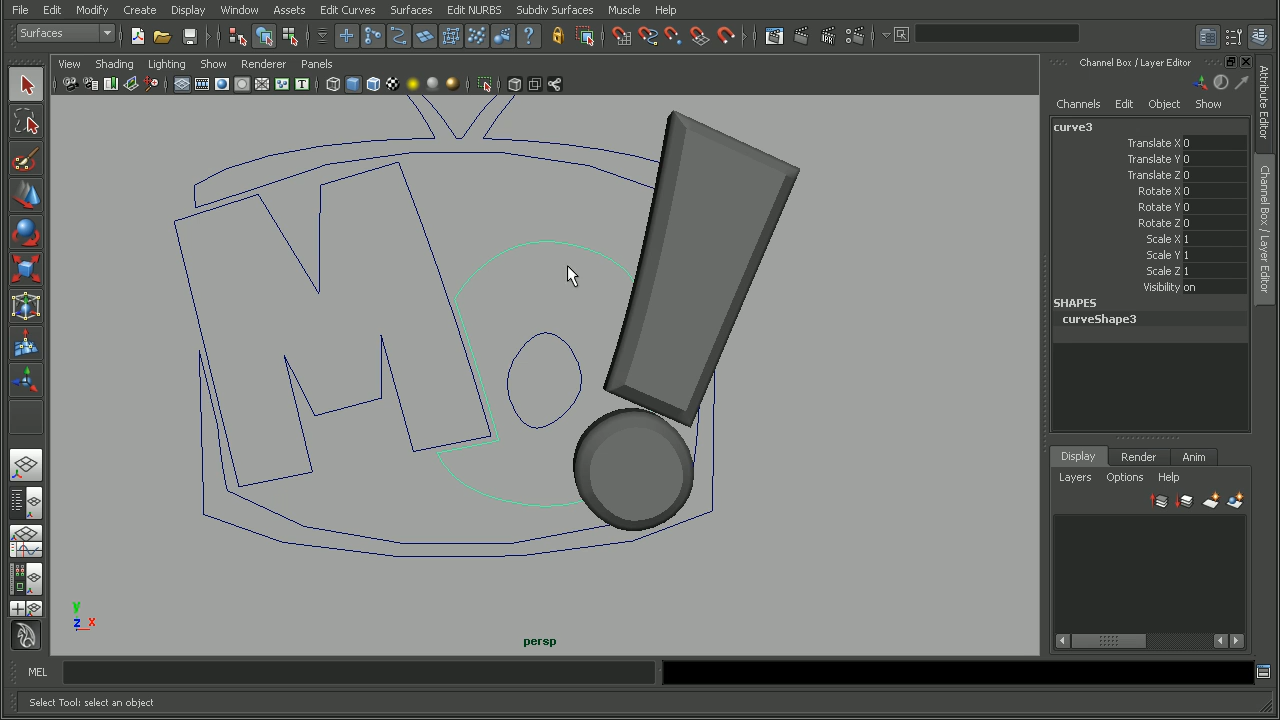 File Edit Modify Create Display Window Assets Edit Curves Surfaces Edit NURBS Subdiv Surfaces Muscle Help
Surfaces
View Shading Lighting Show Renderer Panels
Channel Box / Layer Editor
Channels Edit Object Show
curve3
Translate X 0
Translate Y 0
Translate Z 0
Rotate X 0
Rotate Y 0
Rotate Z 0
Scale X 1
Scale Y 1
Scale Z 1
Visibility on
SHAPES
curveShape3
Attribute Editor
Channel Box / Layer Editor
Display Render Anim
Layers Options Help
M
y
z x
persp
MEL
Select Tool: select an object